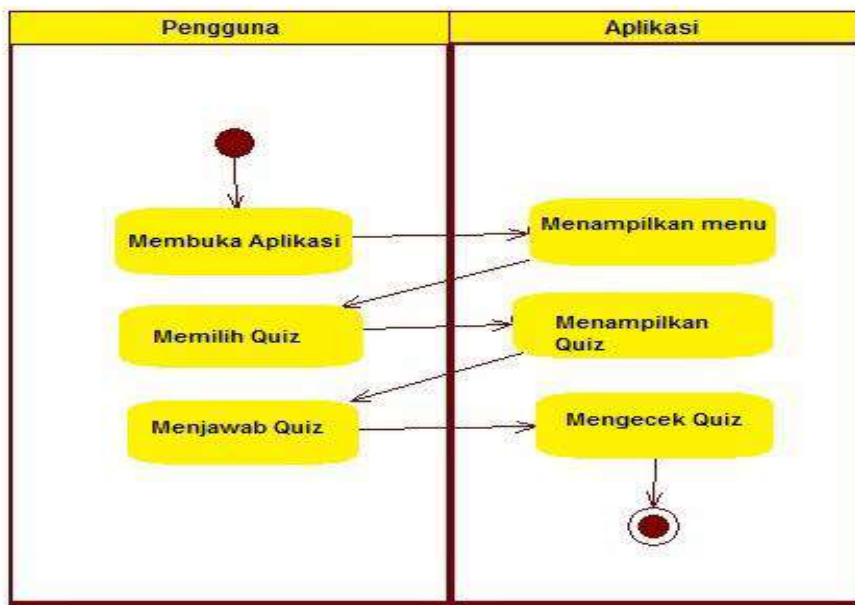 Pengguna
Aplikasi
Membuka Aplikasi
Menampilkan menu
Memilih Quiz
Menampilkan
Quiz
Menjawab Quiz
Mengecek Quiz